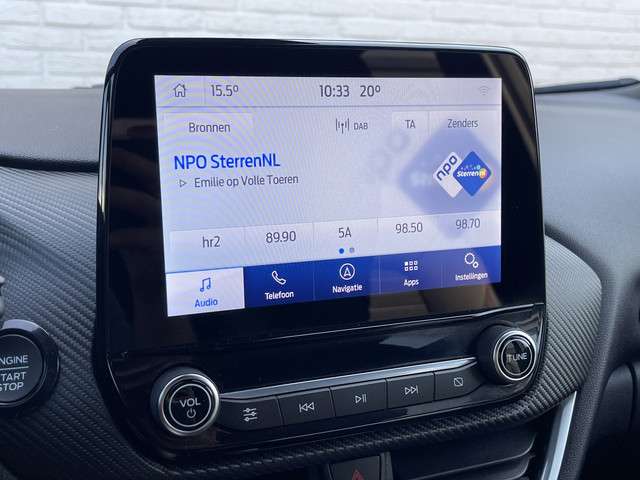 15.5° 10:33 20°
Bronnen DAB TA Zenders
NPO SterrenNL
Emilie op Volle Toeren
npo SterrenNL
hr2 89.90 5A 98.50 98.70
Audio Telefoon Navigatie Apps Instellingen
ENGINE
START
STOP
VOL
TUNE